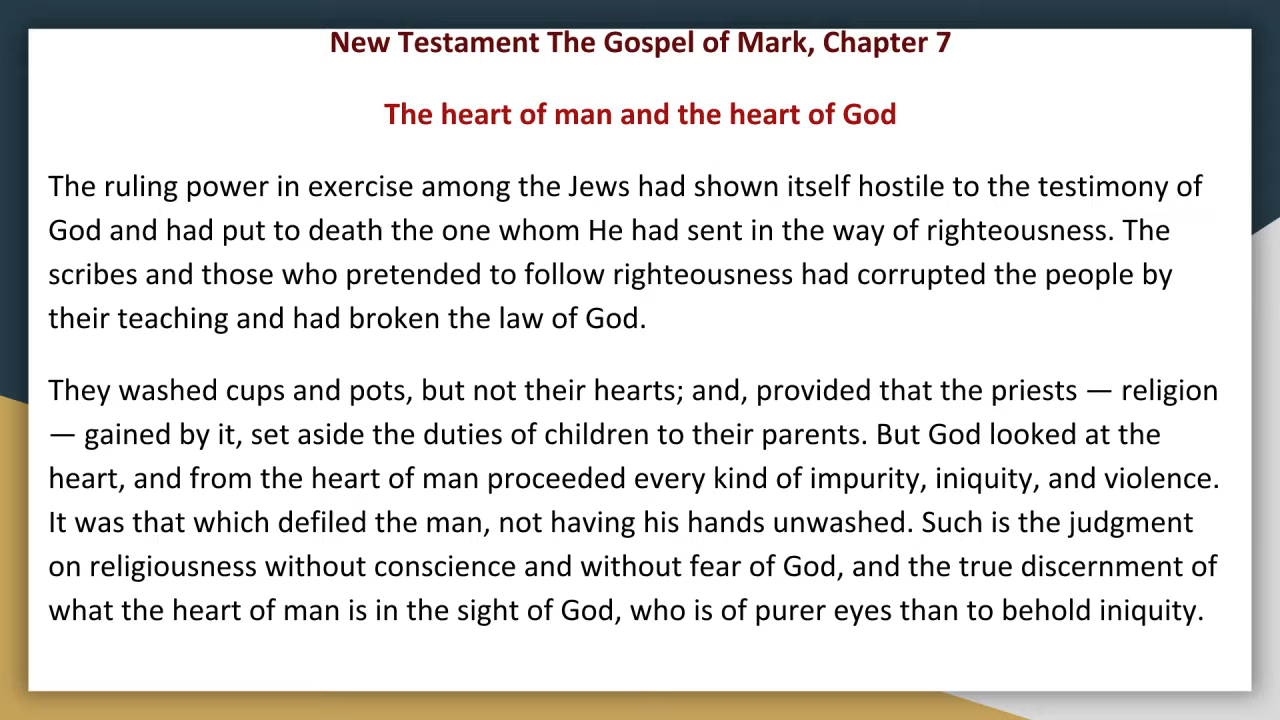 New Testament The Gospel of Mark, Chapter 7
The heart of man and the heart of God
The ruling power in exercise among the Jews had shown itself hostile to the testimony of
God and had put to death the one whom He had sent in the way of righteousness. The
scribes and those who pretended to follow righteousness had corrupted the people by
their teaching and had broken the law of God.
They washed cups and pots, but not their hearts; and, provided that the priests — religion
— gained by it, set aside the duties of children to their parents. But God looked at the
heart, and from the heart of man proceeded every kind of impurity, iniquity, and violence.
It was that which defiled the man, not having his hands unwashed. Such is the judgment
on religiousness without conscience and without fear of God, and the true discernment of
what the heart of man is in the sight of God, who is of purer eyes than to behold iniquity.